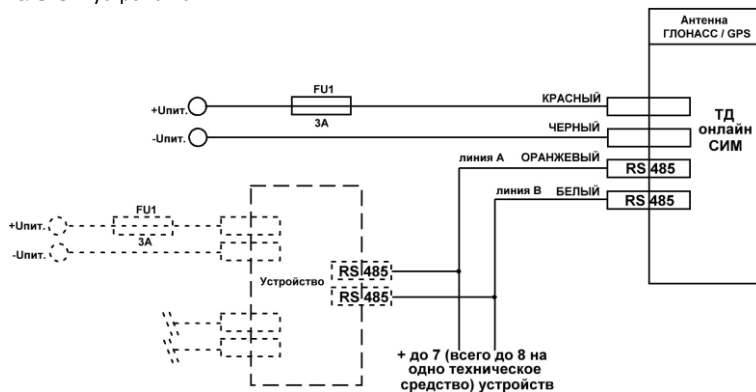 Антенна
ГЛОНАСС / GPS
FU1
КРАСНЫЙ
+Uпит.
3А
ЧЕРНЫЙ
-Uпит.
ТД
онлайн
СИМ
линия А ОРАНЖЕВЫЙ
RS 485
линия В БЕЛЫЙ
RS 485
FU1
+Uпит.
3А
-Uпит.
Устройство
RS 485
RS 485
+ до 7 (всего до 8 на
одно техническое
средство) устройств